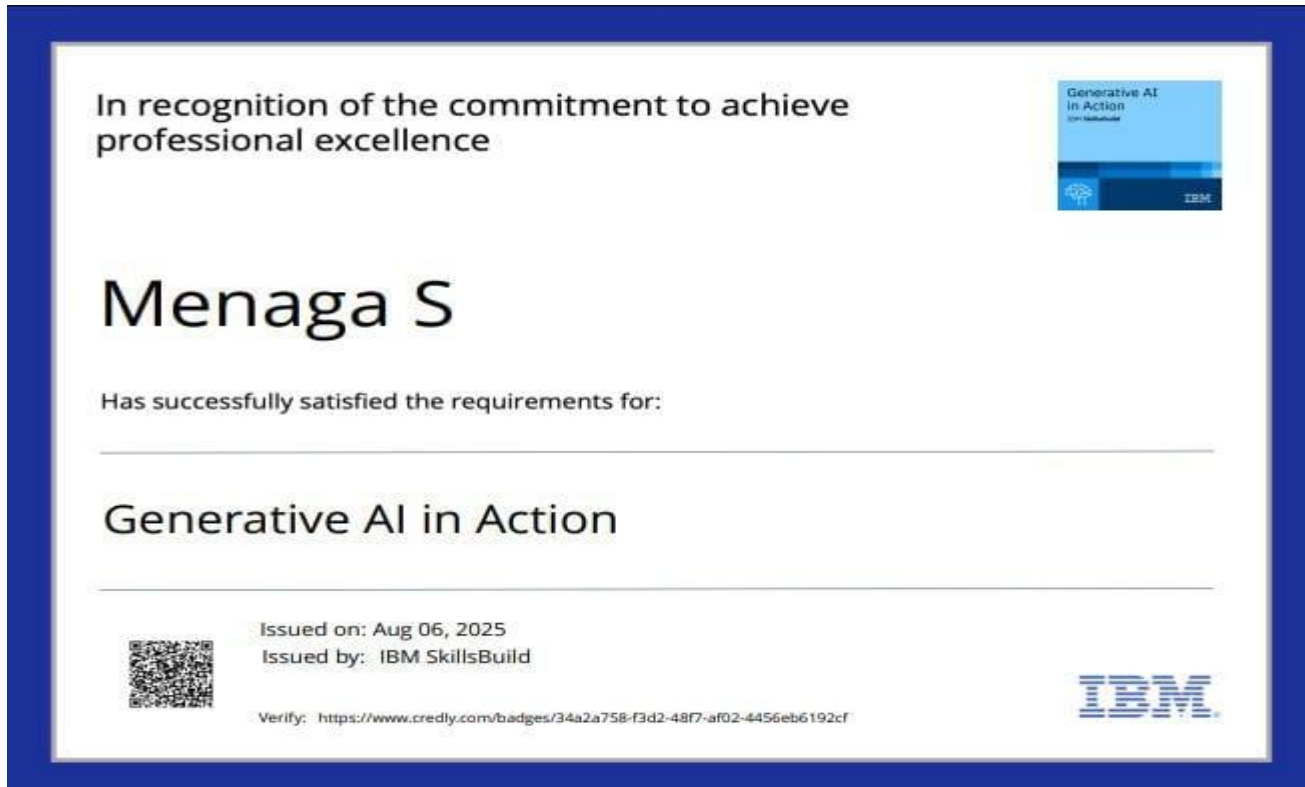 In recognition of the commitment to achieve
professional excellence
Generative AI
in Action
IBM SkillsBuild
IBM
Menaga S
Has successfully satisfied the requirements for:
Generative AI in Action
Issued on: Aug 06, 2025
Issued by: IBM SkillsBuild
Verify: https://www.credly.com/badges/34a2a758-f3d2-48f7-af02-4456eb6192cf
IBM.